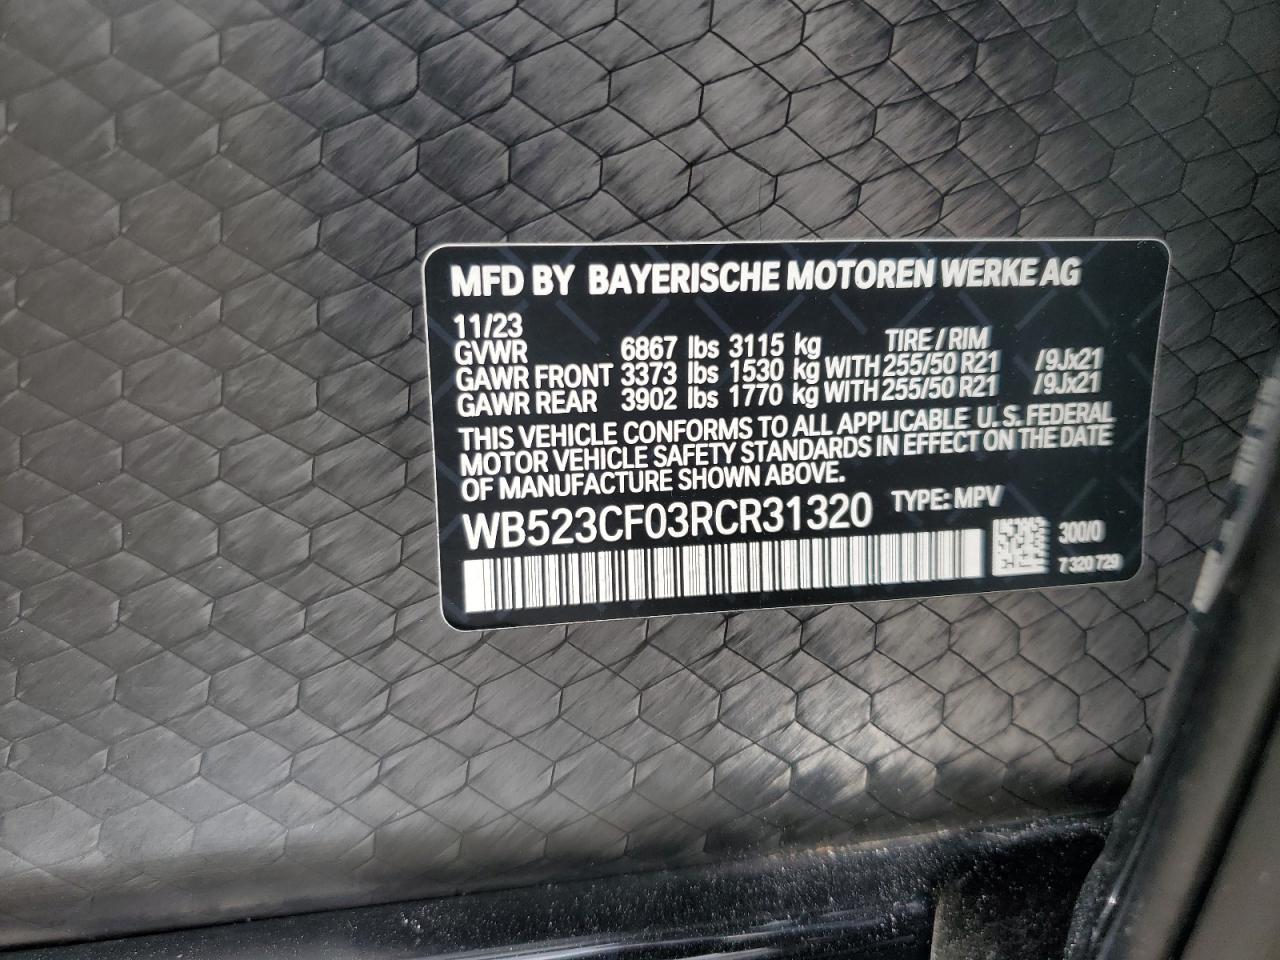 MFD BY BAYERISCHE MOTOREN WERKE AG
11/23
TIRE / RIM
GVWR 6867 lbs 3115 kg
GAWR FRONT 3373 lbs 1530 kg WITH 255/50 R21 /9Jx21
GAWR REAR 3902 lbs 1770 kg WITH 255/50 R21 /9Jx21
THIS VEHICLE CONFORMS TO ALL APPLICABLE U.S. FEDERAL
MOTOR VEHICLE SAFETY STANDARDS IN EFFECT ON THE DATE
OF MANUFACTURE SHOWN ABOVE.
WB523CF03RCR31320 TYPE: MPV
300/0
7 320 729